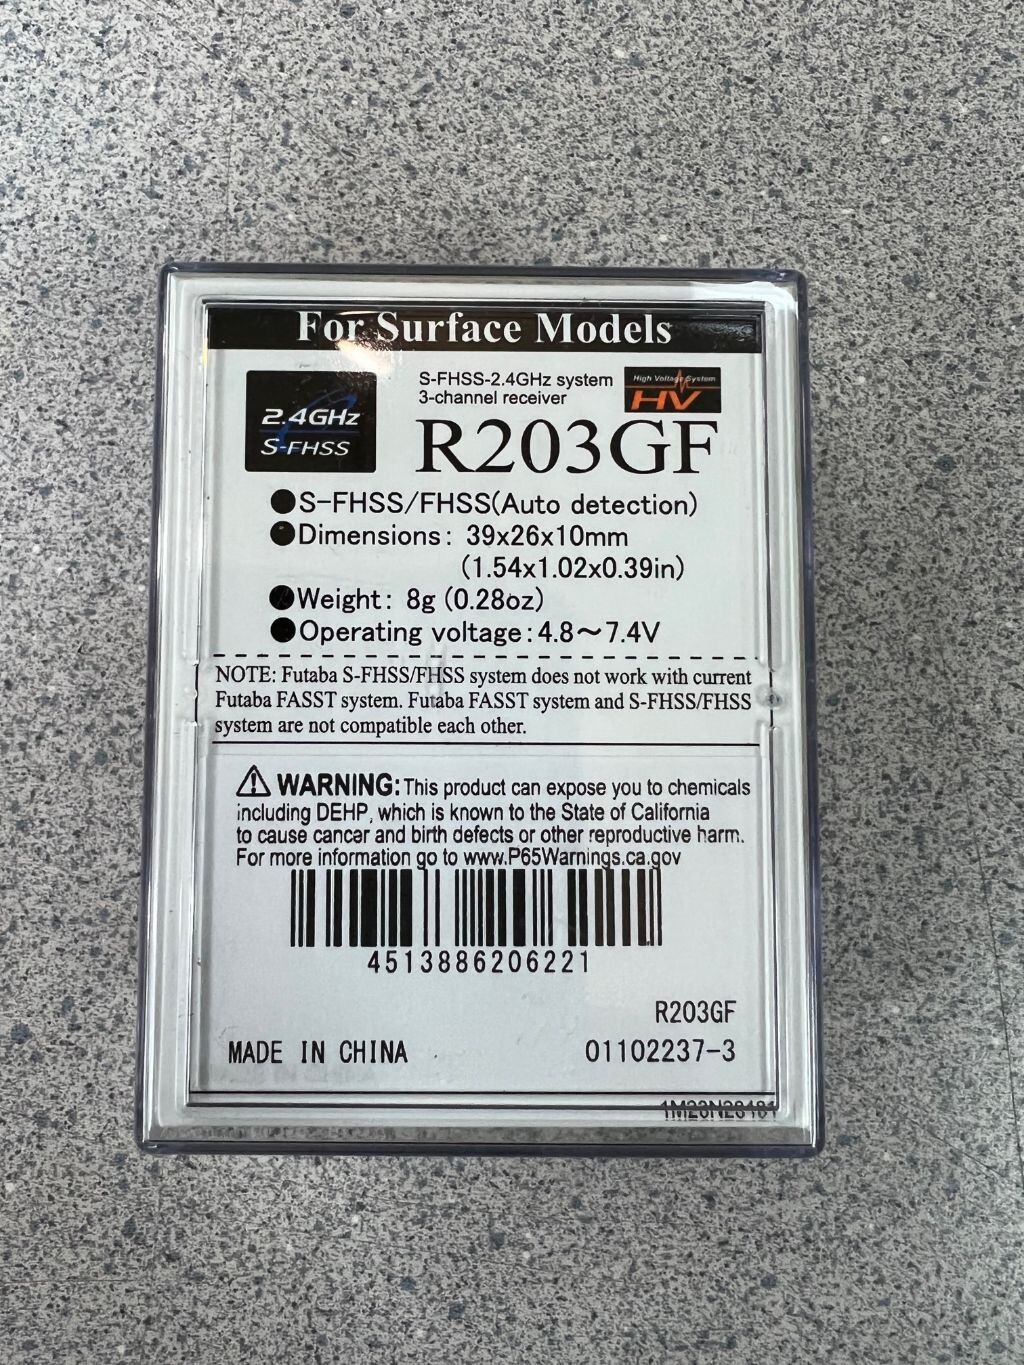 For Surface Models
2.4GHz
S-FHSS
S-FHSS-2.4GHz system
3-channel receiver
High Voltage System
HV
R203GF
●S-FHSS/FHSS(Auto detection)
●Dimensions: 39x26x10mm
(1.54x1.02x0.39in)
●Weight: 8g (0.28oz)
●Operating voltage:4.8～7.4V
NOTE: Futaba S-FHSS/FHSS system does not work with current
Futaba FASST system. Futaba FASST system and S-FHSS/FHSS
system are not compatible each other.
⚠ WARNING: This product can expose you to chemicals
including DEHP, which is known to the State of California
to cause cancar and birth defects or other reproductive harm.
For more information go to www.P65Warnings.ca.gov
4513886206221
R203GF
MADE IN CHINA
01102237-3